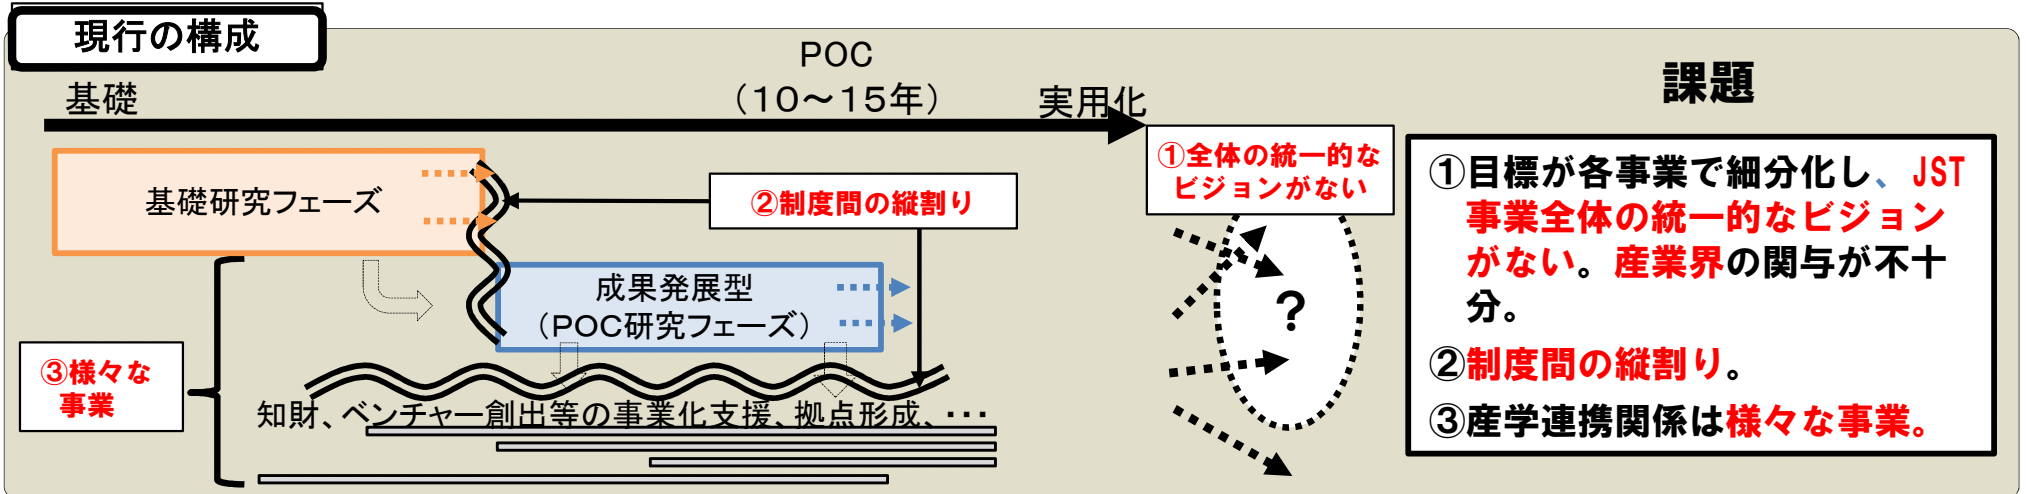 現行の構成
基礎
POC
（10～15年）
実用化
課題
基礎研究フェーズ
②制度間の縦割り
①全体の統一的な
ビジョンがない
成果発展型
（POC研究フェーズ）
?
③様々な
事業
知財、ベンチャー創出等の事業化支援、拠点形成、・・・
①目標が各事業で細分化し、JST
事業全体の統一的なビジョン
がない。産業界の関与が不十
分。
②制度間の縦割り。
③産学連携関係は様々な事業。